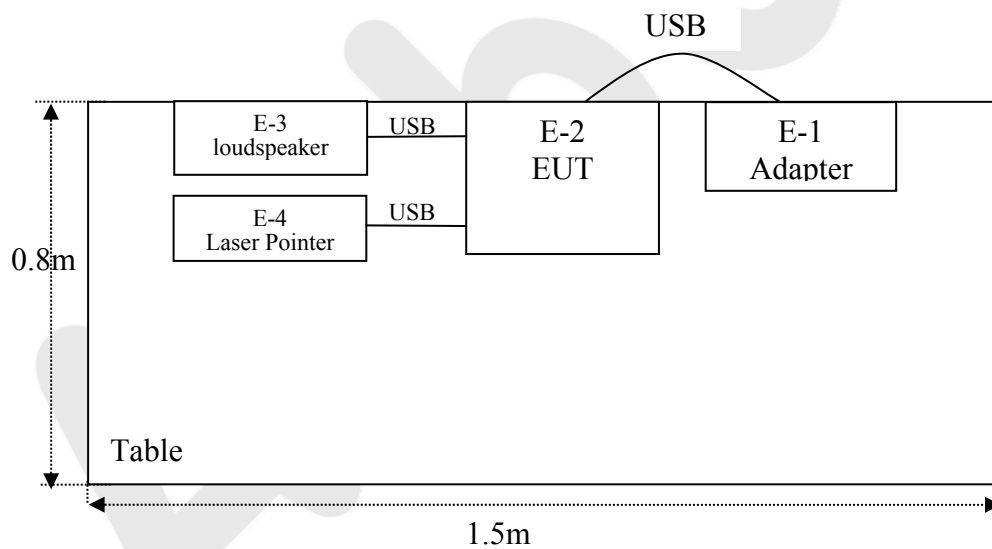 USB
E-3
loudspeaker
USB
E-2
EUT
E-1
Adapter
E-4
Laser Pointer
USB
0.8m
Table
1.5m